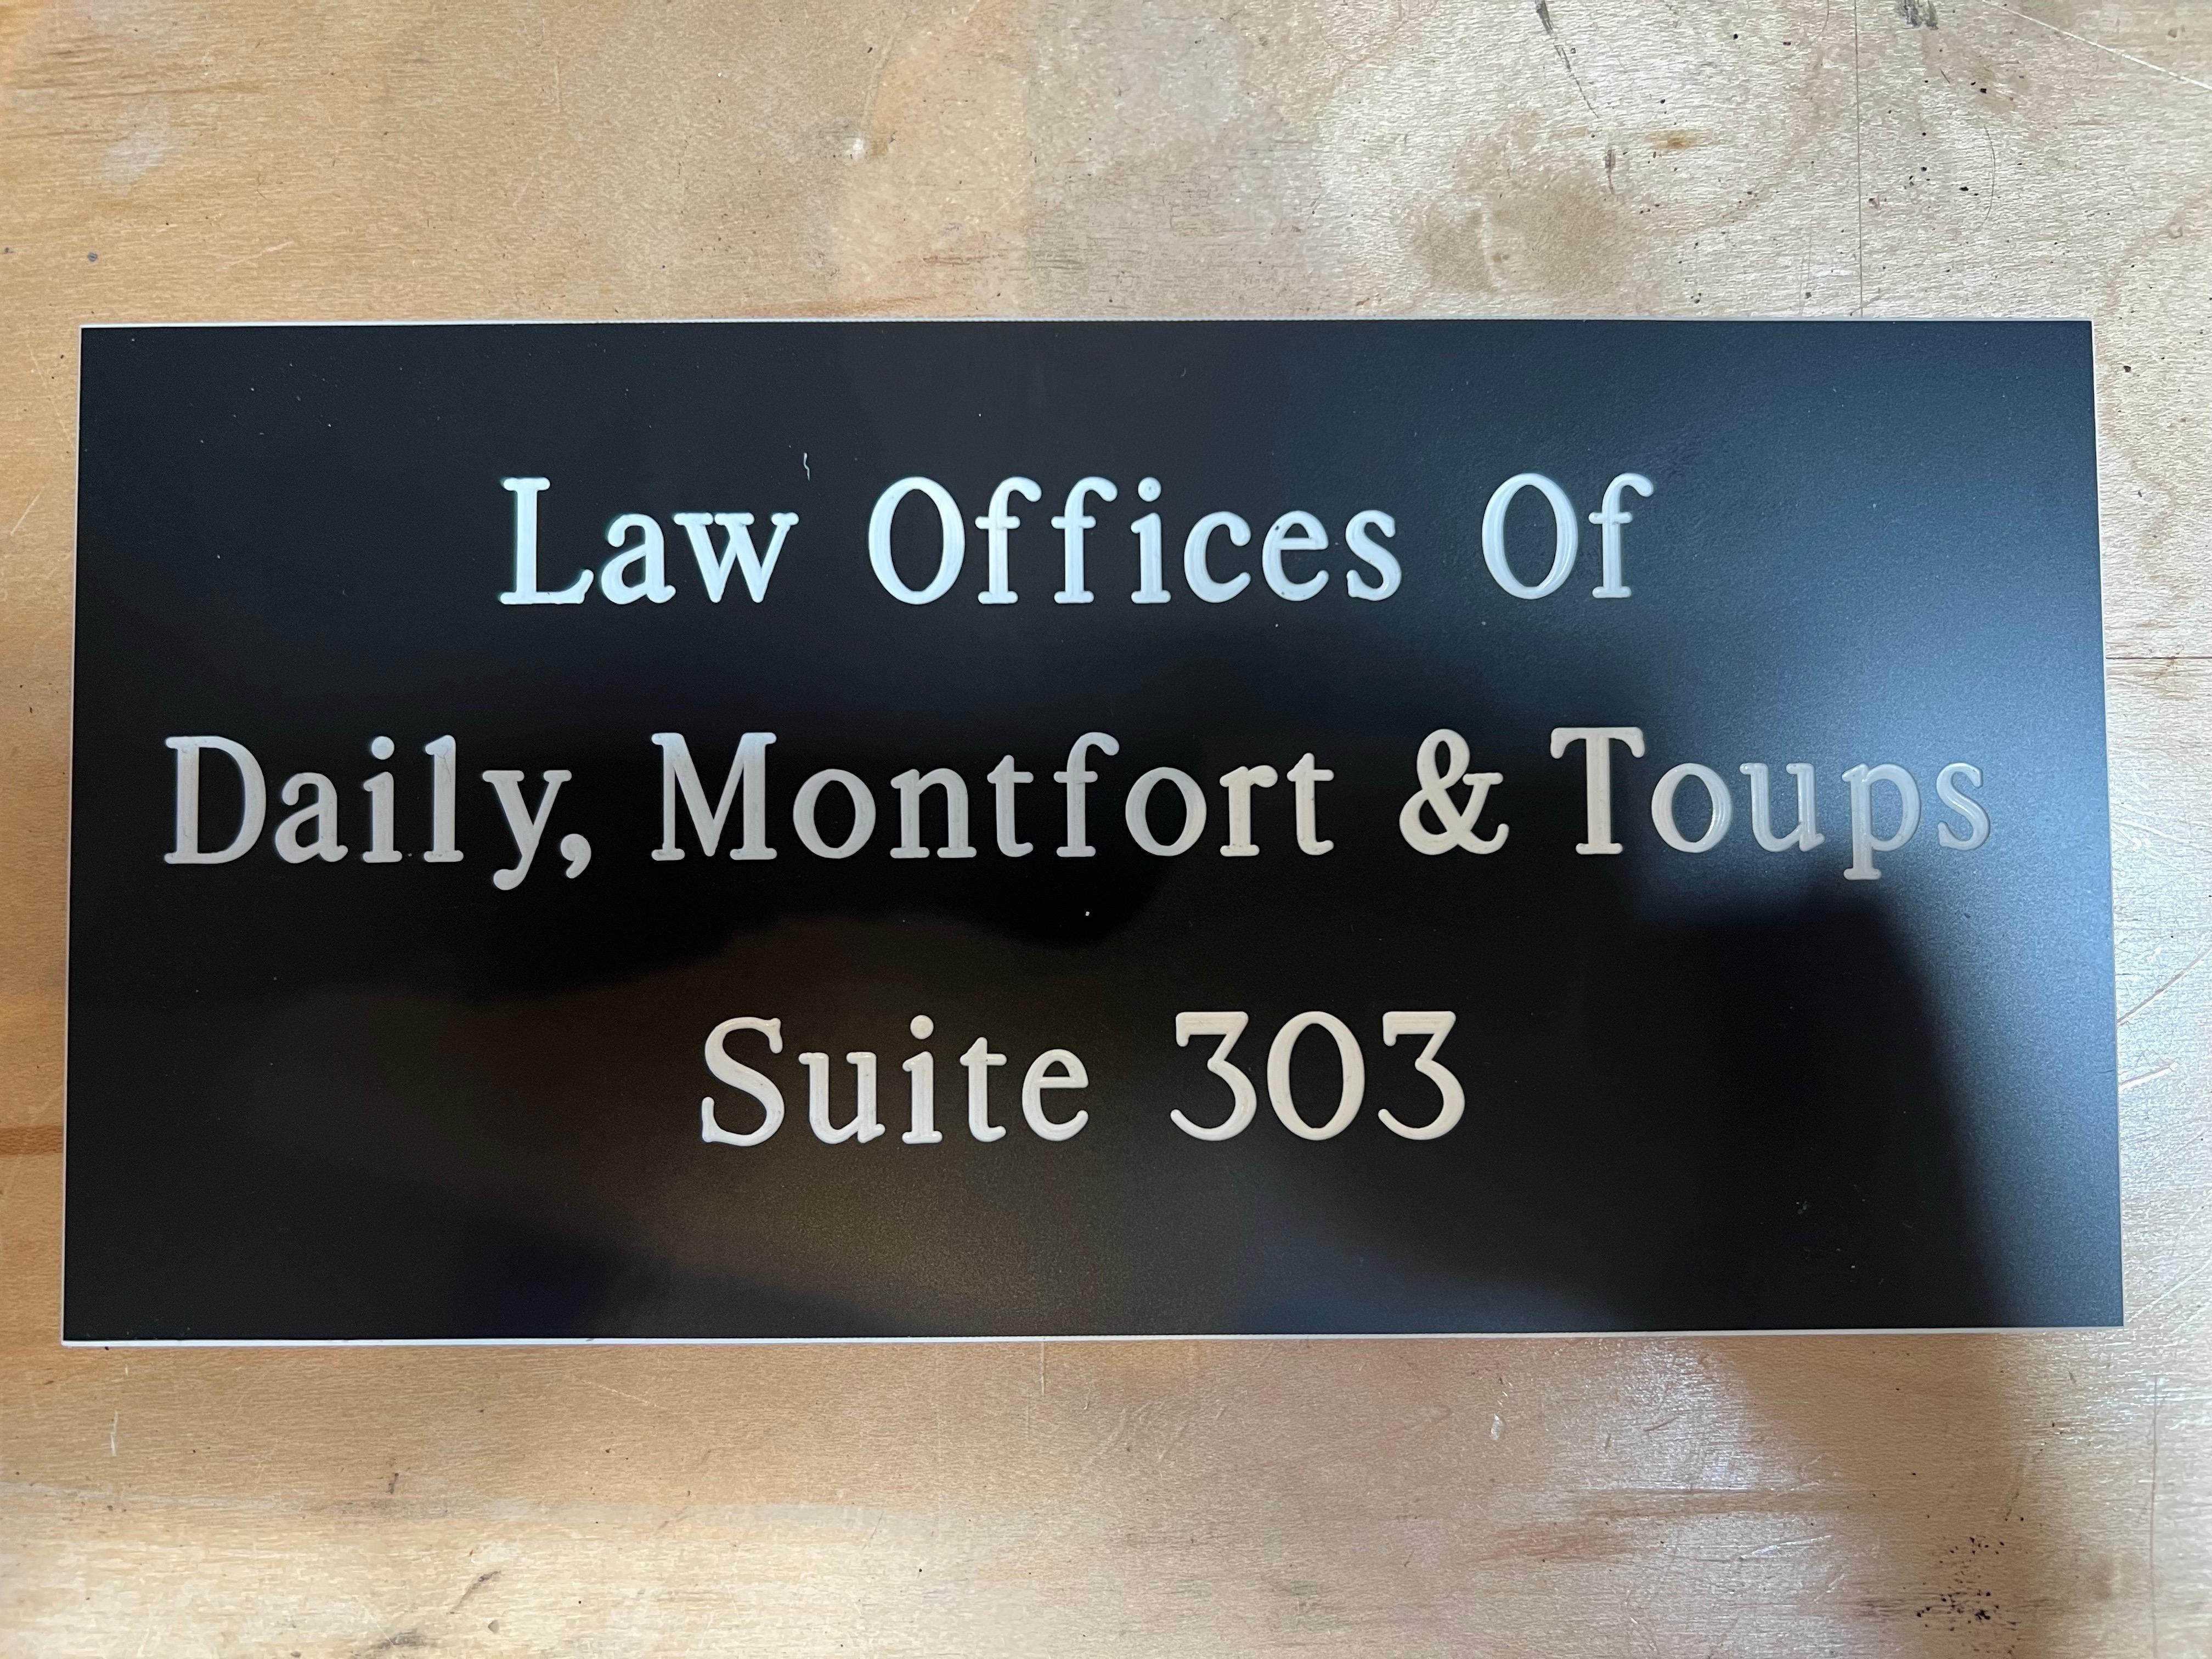 Law Offices Of
Daily, Montfort & Toups
Suite 303